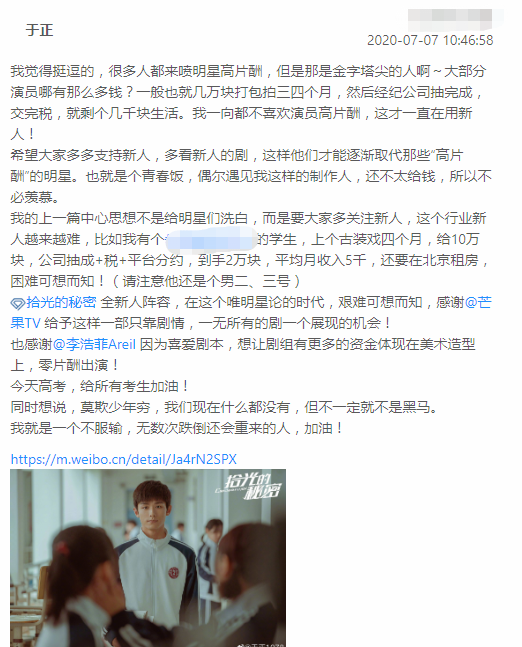 于正
2020-07-07 10:46:58
我觉得挺逗的，很多人都来喷明星高片酬，但是那是金字塔尖的人啊～大部分
演员哪有那么多钱？一般也就几万块打包拍三四个月，然后经纪公司抽完成，
交完税，就剩个几千块生活。我一向都不喜欢演员高片酬，这才一直在用新
人！
希望大家多多支持新人，多看新人的剧，这样他们才能逐渐取代那些“高片
酬”的明星。也就是个青春饭，偶尔遇见我这样的制作人，还不太给钱，所以不
必羡慕。
我的上一篇中心思想不是给明星们洗白，而是要大家多关注新人，这个行业新
人越来越难，比如我有个 的学生，上个古装戏四个月，给10万
块，公司抽成+税+平台分约，到手2万块，平均月收入5千，还要在北京租房，
困难可想而知！（请注意他还是个男二、三号）
拾光的秘密 全新人阵容，在这个唯明星论的时代，艰难可想而知，感谢@芒
果TV 给予这样一部只靠剧情，一无所有的剧一个展现的机会！
也感谢@李浩菲Areil 因为喜爱剧本，想让剧组有更多的资金体现在美术造型
上，零片酬出演！
今天高考，给所有考生加油！
同时想说，莫欺少年穷，我们现在什么都没有，但不一定就不是黑马。
我就是一个不服输，无数次跌倒还会重来的人，加油！
https://m.weibo.cn/detail/Ja4rN2SPX
拾光的
秘密